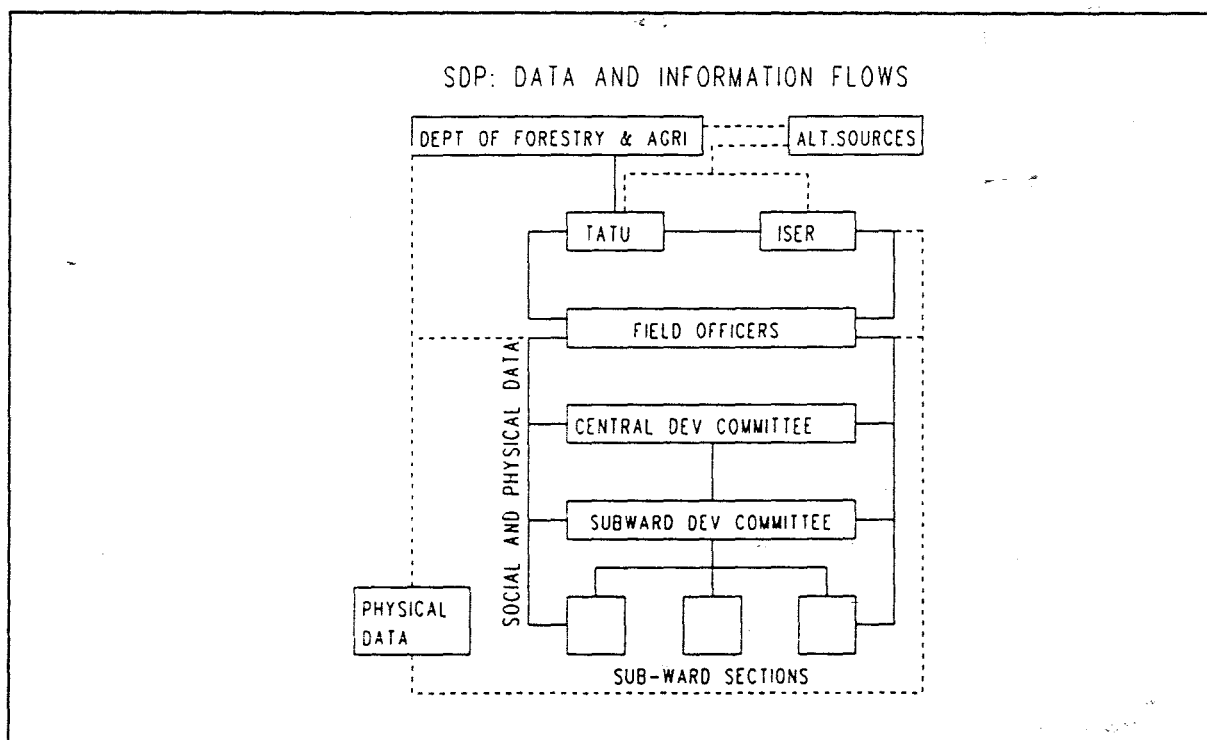 SDP: DATA AND INFORMATION FLOWS
DEPT OF FORESTRY & AGRI
ALT.SOURCES
TATU
ISER
FIELD OFFICERS
SOCIAL AND PHYSICAL DATA
CENTRAL DEV COMMITTEE
SUBWARD DEV COMMITTEE
PHYSICAL
DATA
SUB-WARD SECTIONS